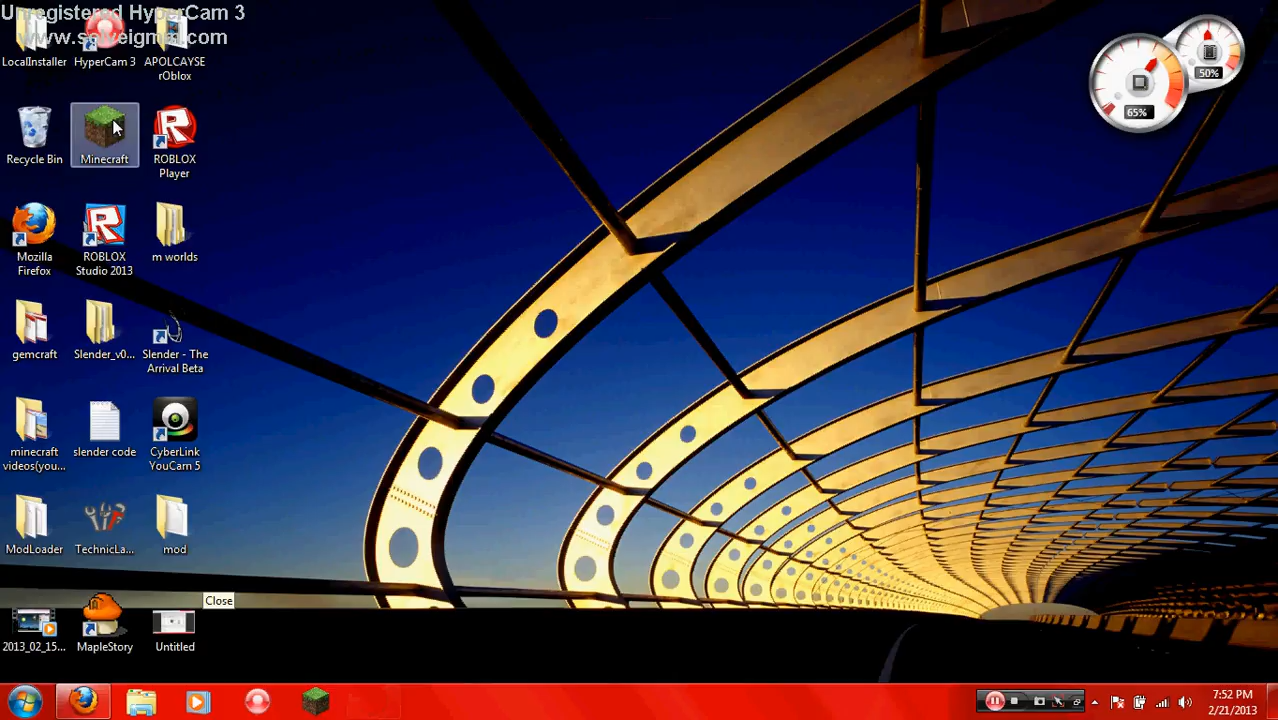 Unregistered HyperCam 3
www.solveigmm.com
LocalInstaller
HyperCam 3
APOLCAYSE
rOblox
65%
50%
Recycle Bin
Minecraft
ROBLOX
Player
Mozilla
Firefox
ROBLOX
Studio 2013
m worlds
gemcraft
Slender_v0...
Slender - The
Arrival Beta
minecraft
videos(you...
slender code
CyberLink
YouCam 5
ModLoader
TechnicLa...
mod
Close
2013_02_15...
MapleStory
Untitled
7:52 PM
2/21/2013